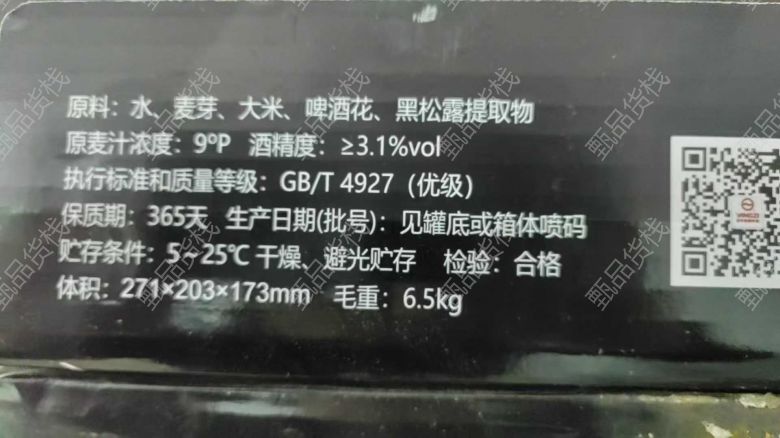 原料：水、麦芽、大米、啤酒花、黑松露提取物
原麦汁浓度：9°P 酒精度：≥3.1%vol
执行标准和质量等级：GB/T 4927（优级）
保质期：365天 生产日期(批号)：见罐底或箱体喷码
贮存条件：5~25℃ 干燥、避光贮存 检验：合格
体积：271×203×173mm 毛重：6.5kg
甄品货栈